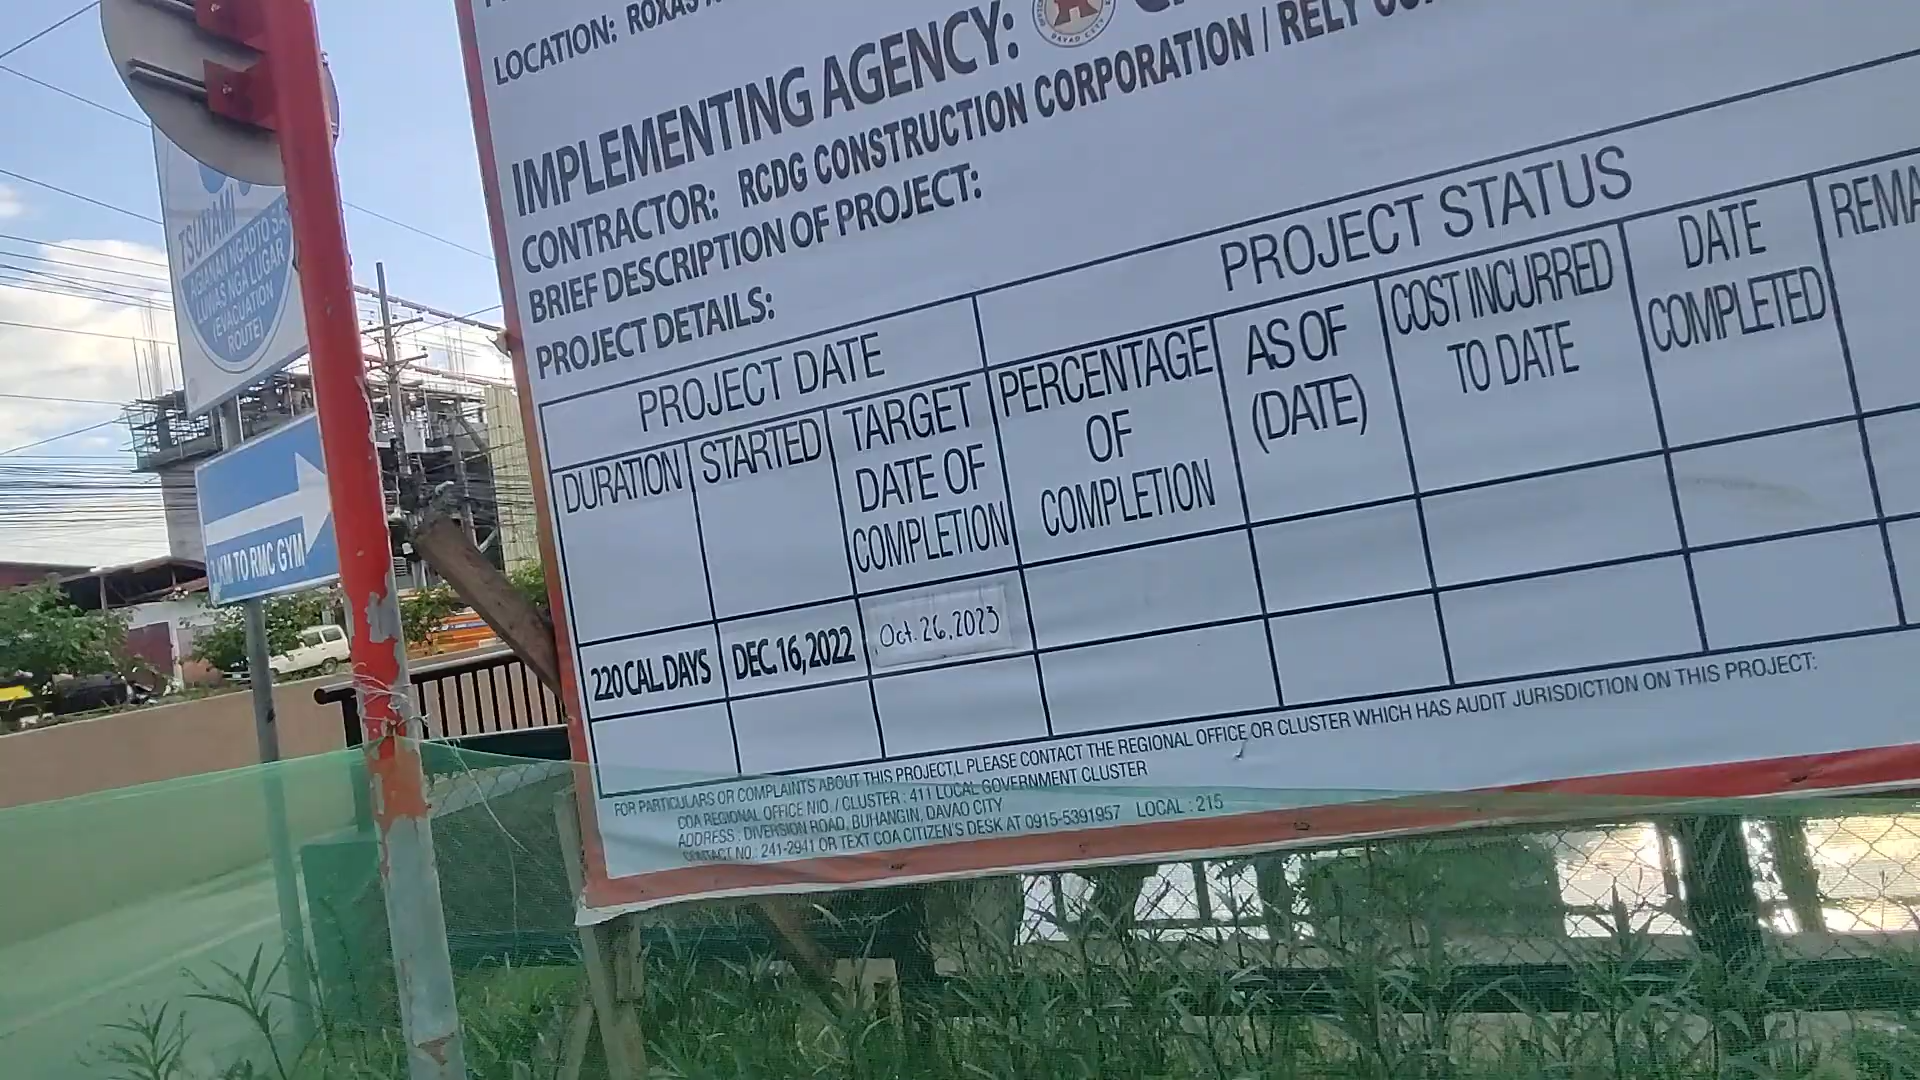 LOCATION: ROXAS
IMPLEMENTING AGENCY:
DAVAO CITY
CONTRACTOR: RCDG CONSTRUCTION CORPORATION / RELY
BRIEF DESCRIPTION OF PROJECT:
PROJECT DETAILS:
PROJECT DATE
PROJECT STATUS
DURATION
STARTED
TARGET DATE OF COMPLETION
PERCENTAGE OF COMPLETION
AS OF (DATE)
COST INCURRED TO DATE
DATE COMPLETED
REMA
220 CAL DAYS
DEC. 16, 2022
Oct. 26, 2023
FOR PARTICULARS OR COMPLAINTS ABOUT THIS PROJECT,L PLEASE CONTACT THE REGIONAL OFFICE OR CLUSTER WHICH HAS AUDIT JURISDICTION ON THIS PROJECT:
COA REGIONAL OFFICE N\O. / CLUSTER : 411 LOCAL GOVERNMENT CLUSTER
ADDRESS : DIVERSION ROAD, BUHANGIN, DAVAO CITY
CONTACT NO.: 241-2941 OR TEXT COA CITIZEN'S DESK AT 0915-5391957 LOCAL : 215
TSUNAMI
AGIANAN NGADTO SA
LUWAS NGA LUGAR
(EVACUATION
ROUTE)
KM TO RMC GYM